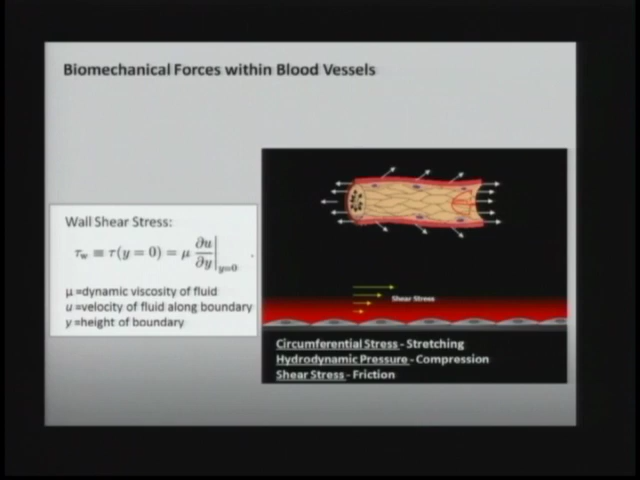 Biomechanical Forces within Blood Vessels
Wall Shear Stress:
τw ≡ τ(y = 0) = μ ∂u/∂y|y=0 .
μ =dynamic viscosity of fluid
u =velocity of fluid along boundary
y =height of boundary
Shear Stress
Circumferential Stress - Stretching
Hydrodynamic Pressure - Compression
Shear Stress - Friction